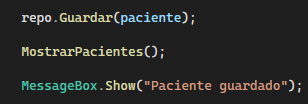 repo.Guardar(paciente);
MostrarPacientes();
MessageBox.Show("Paciente guardado");